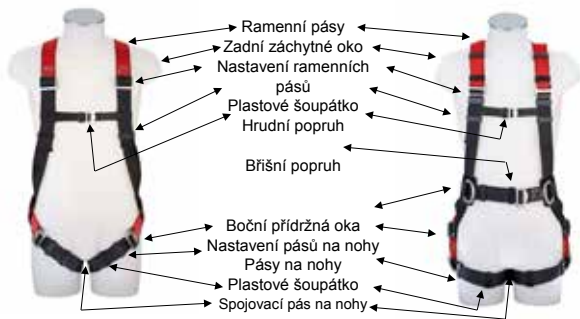 Ramenní pásy
Zadní záchytné oko
Nastavení ramenních
pásů
Plastové šoupátko
Hrudní popruh
Břišní popruh
Boční přídržná oka
Nastavení pásů na nohy
Pásy na nohy
Plastové šoupátko
Spojovací pás na nohy